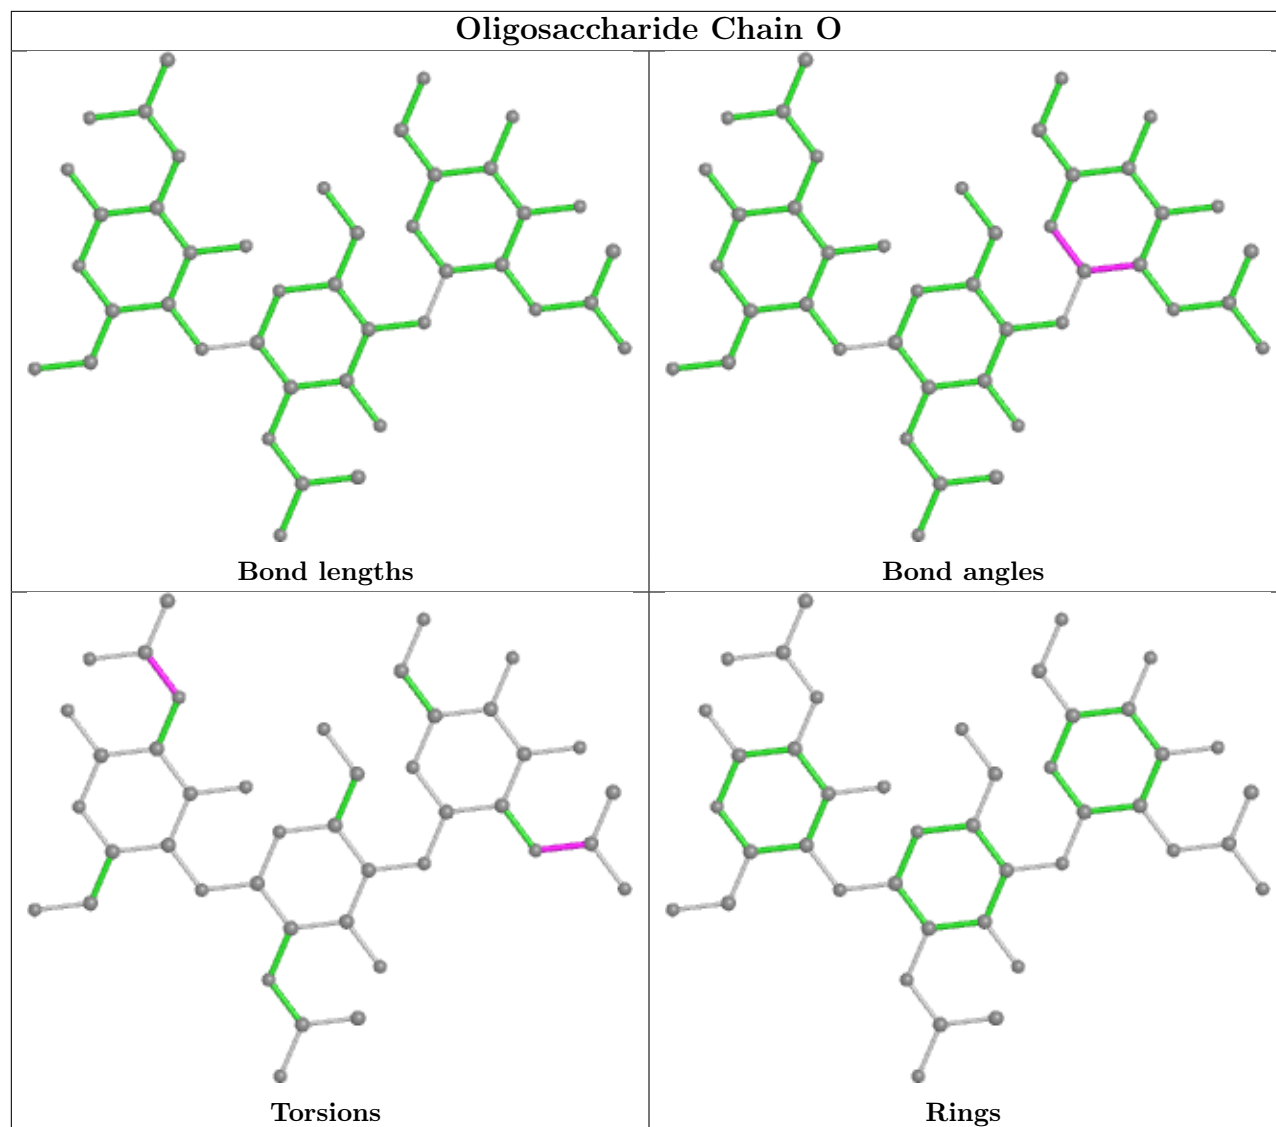 Oligosaccharide Chain O
Bond lengths
Bond angles
Torsions
Rings